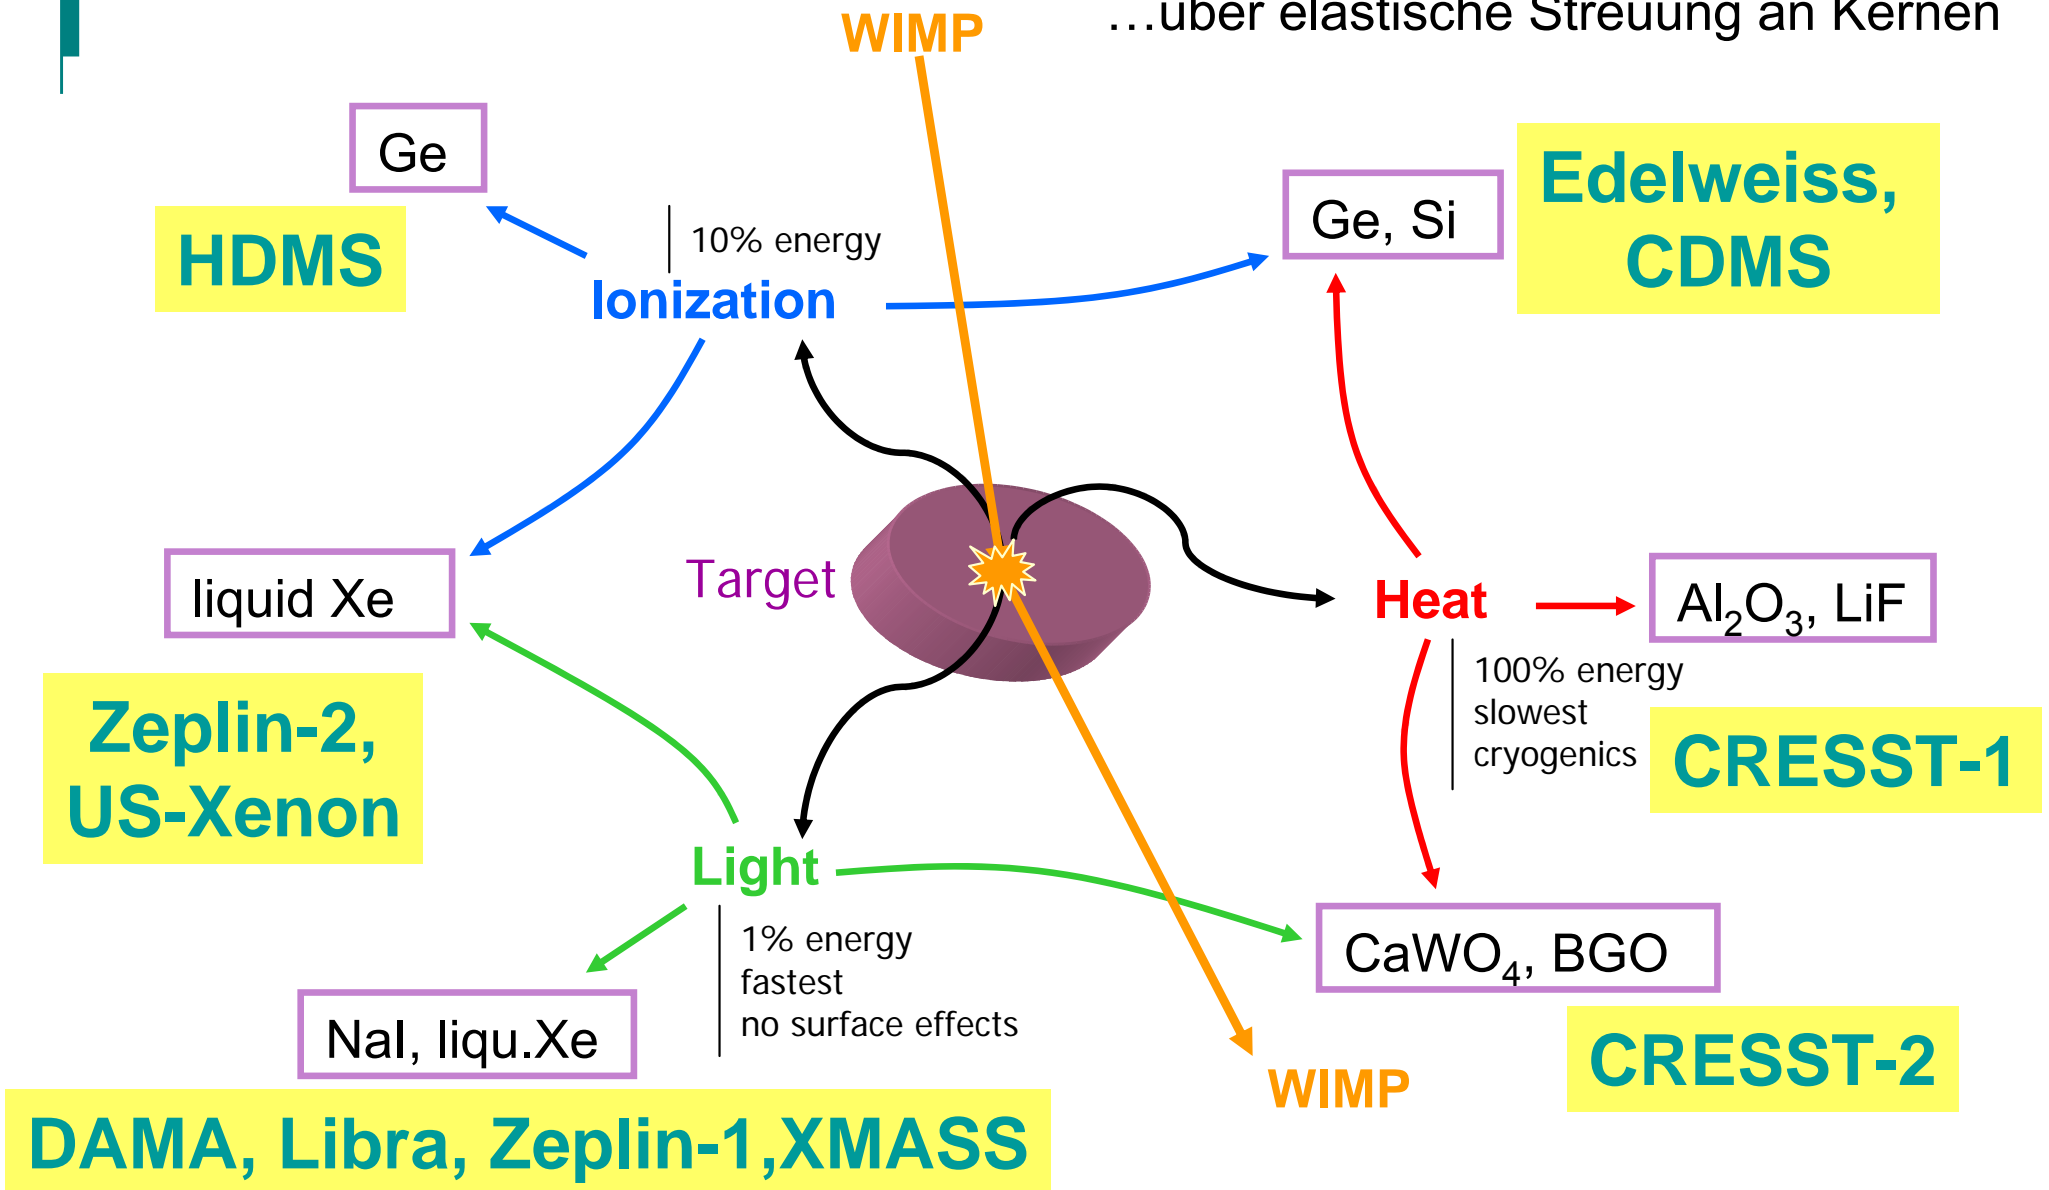 WIMP
…über elastische Streuung an Kernen
Ge
HDMS
10% energy
Ionization
Ge, Si
Edelweiss,
CDMS
liquid Xe
Zeplin-2,
US-Xenon
Target
Heat
100% energy
slowest
cryogenics
Al₂O₃, LiF
CRESST-1
Light
1% energy
fastest
no surface effects
NaI, liqu.Xe
DAMA, Libra, Zeplin-1,XMASS
CaWO₄, BGO
CRESST-2
WIMP